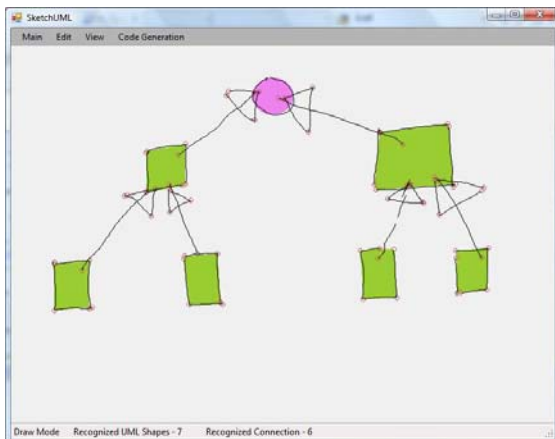 SketchUML
Main Edit View Code Generation
Draw Mode Recognized UML Shapes - 7 Recognized Connection - 6